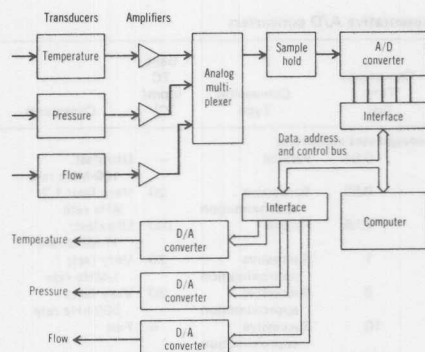 Transducers
Amplifiers
Temperature
Pressure
Flow
Analog
multi-
plexer
Sample
hold
A/D
converter
Interface
Data, address,
and control bus
Interface
Computer
Temperature
D/A
converter
Pressure
D/A
converter
Flow
D/A
converter